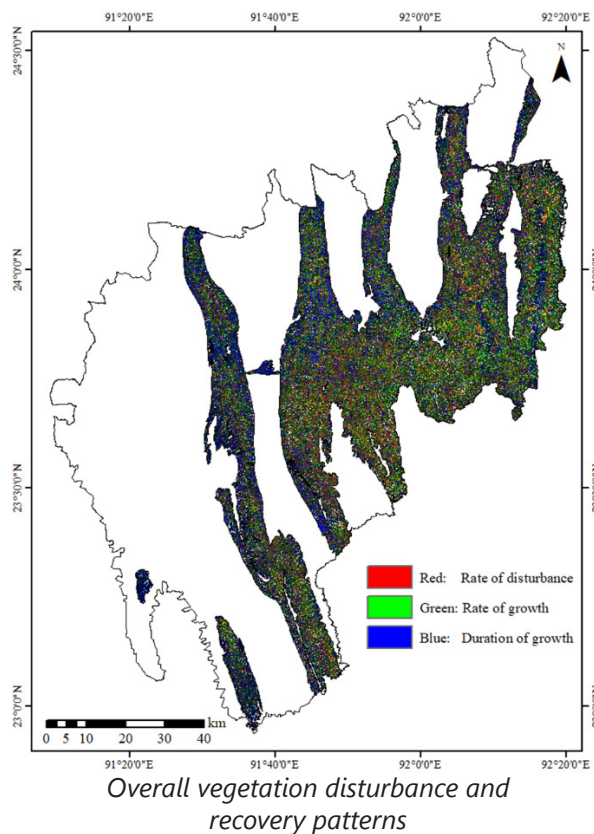 91°20'0"E 91°40'0"E 92°0'0"E 92°20'0"E
24°30'0"N
N
24°0'0"N
23°30'0"N
Red: Rate of disturbance
Green: Rate of growth
Blue: Duration of growth
23°0'0"N
km
0 5 10 20 30 40
91°20'0"E 91°40'0"E 92°0'0"E 92°20'0"E
Overall vegetation disturbance and
recovery patterns